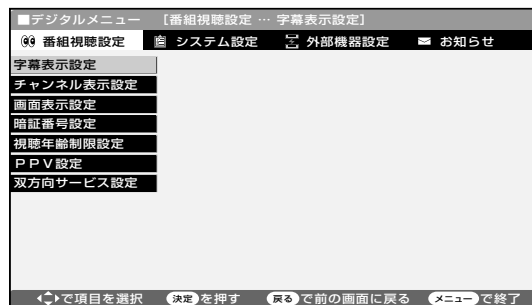 ■デジタルメニュー [番組視聴設定 … 字幕表示設定]
番組視聴設定 システム設定 外部機器設定 お知らせ
字幕表示設定
チャンネル表示設定
画面表示設定
暗証番号設定
視聴年齢制限設定
ＰＰＶ設定
双方向サービス設定
で項目を選択 決定を押す 戻るで前の画面に戻る メニューで終了